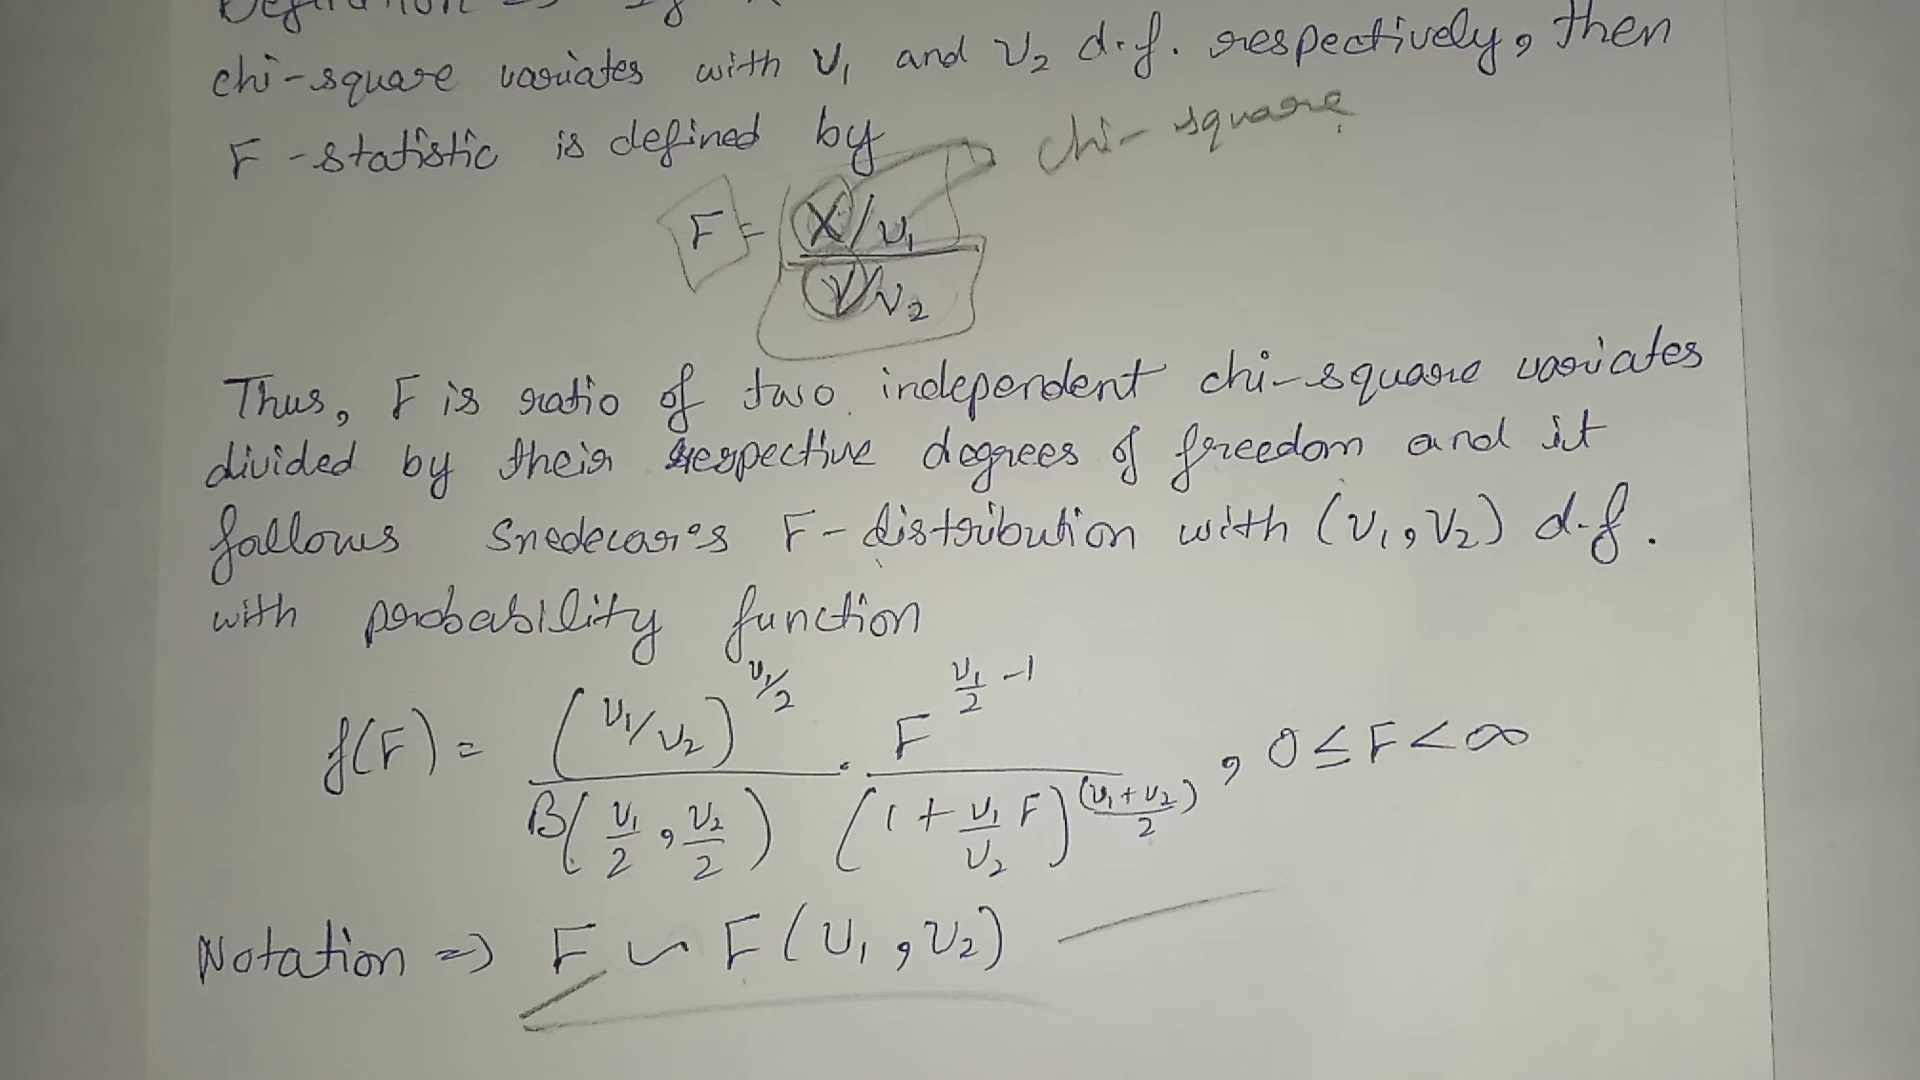 Definition => If X
chi-square variates with ν₁ and ν₂ d.f. respectively, then
F-statistic is defined by
chi-square
F = (X/ν₁)/(Y/ν₂)
Thus, F is ratio of two independent chi-square variates
divided by their respective degrees of freedom and it
follows Snedecor's F-distribution with (ν₁, ν₂) d.f.
with probability function
f(F) = (ν₁/ν₂)^(ν₁/2) / B(ν₁/2, ν₂/2) · F^(ν₁/2 -1) / (1 + ν₁/ν₂ F)^((ν₁+ν₂)/2), 0 ≤ F < ∞
Notation => F ~ F(ν₁, ν₂)